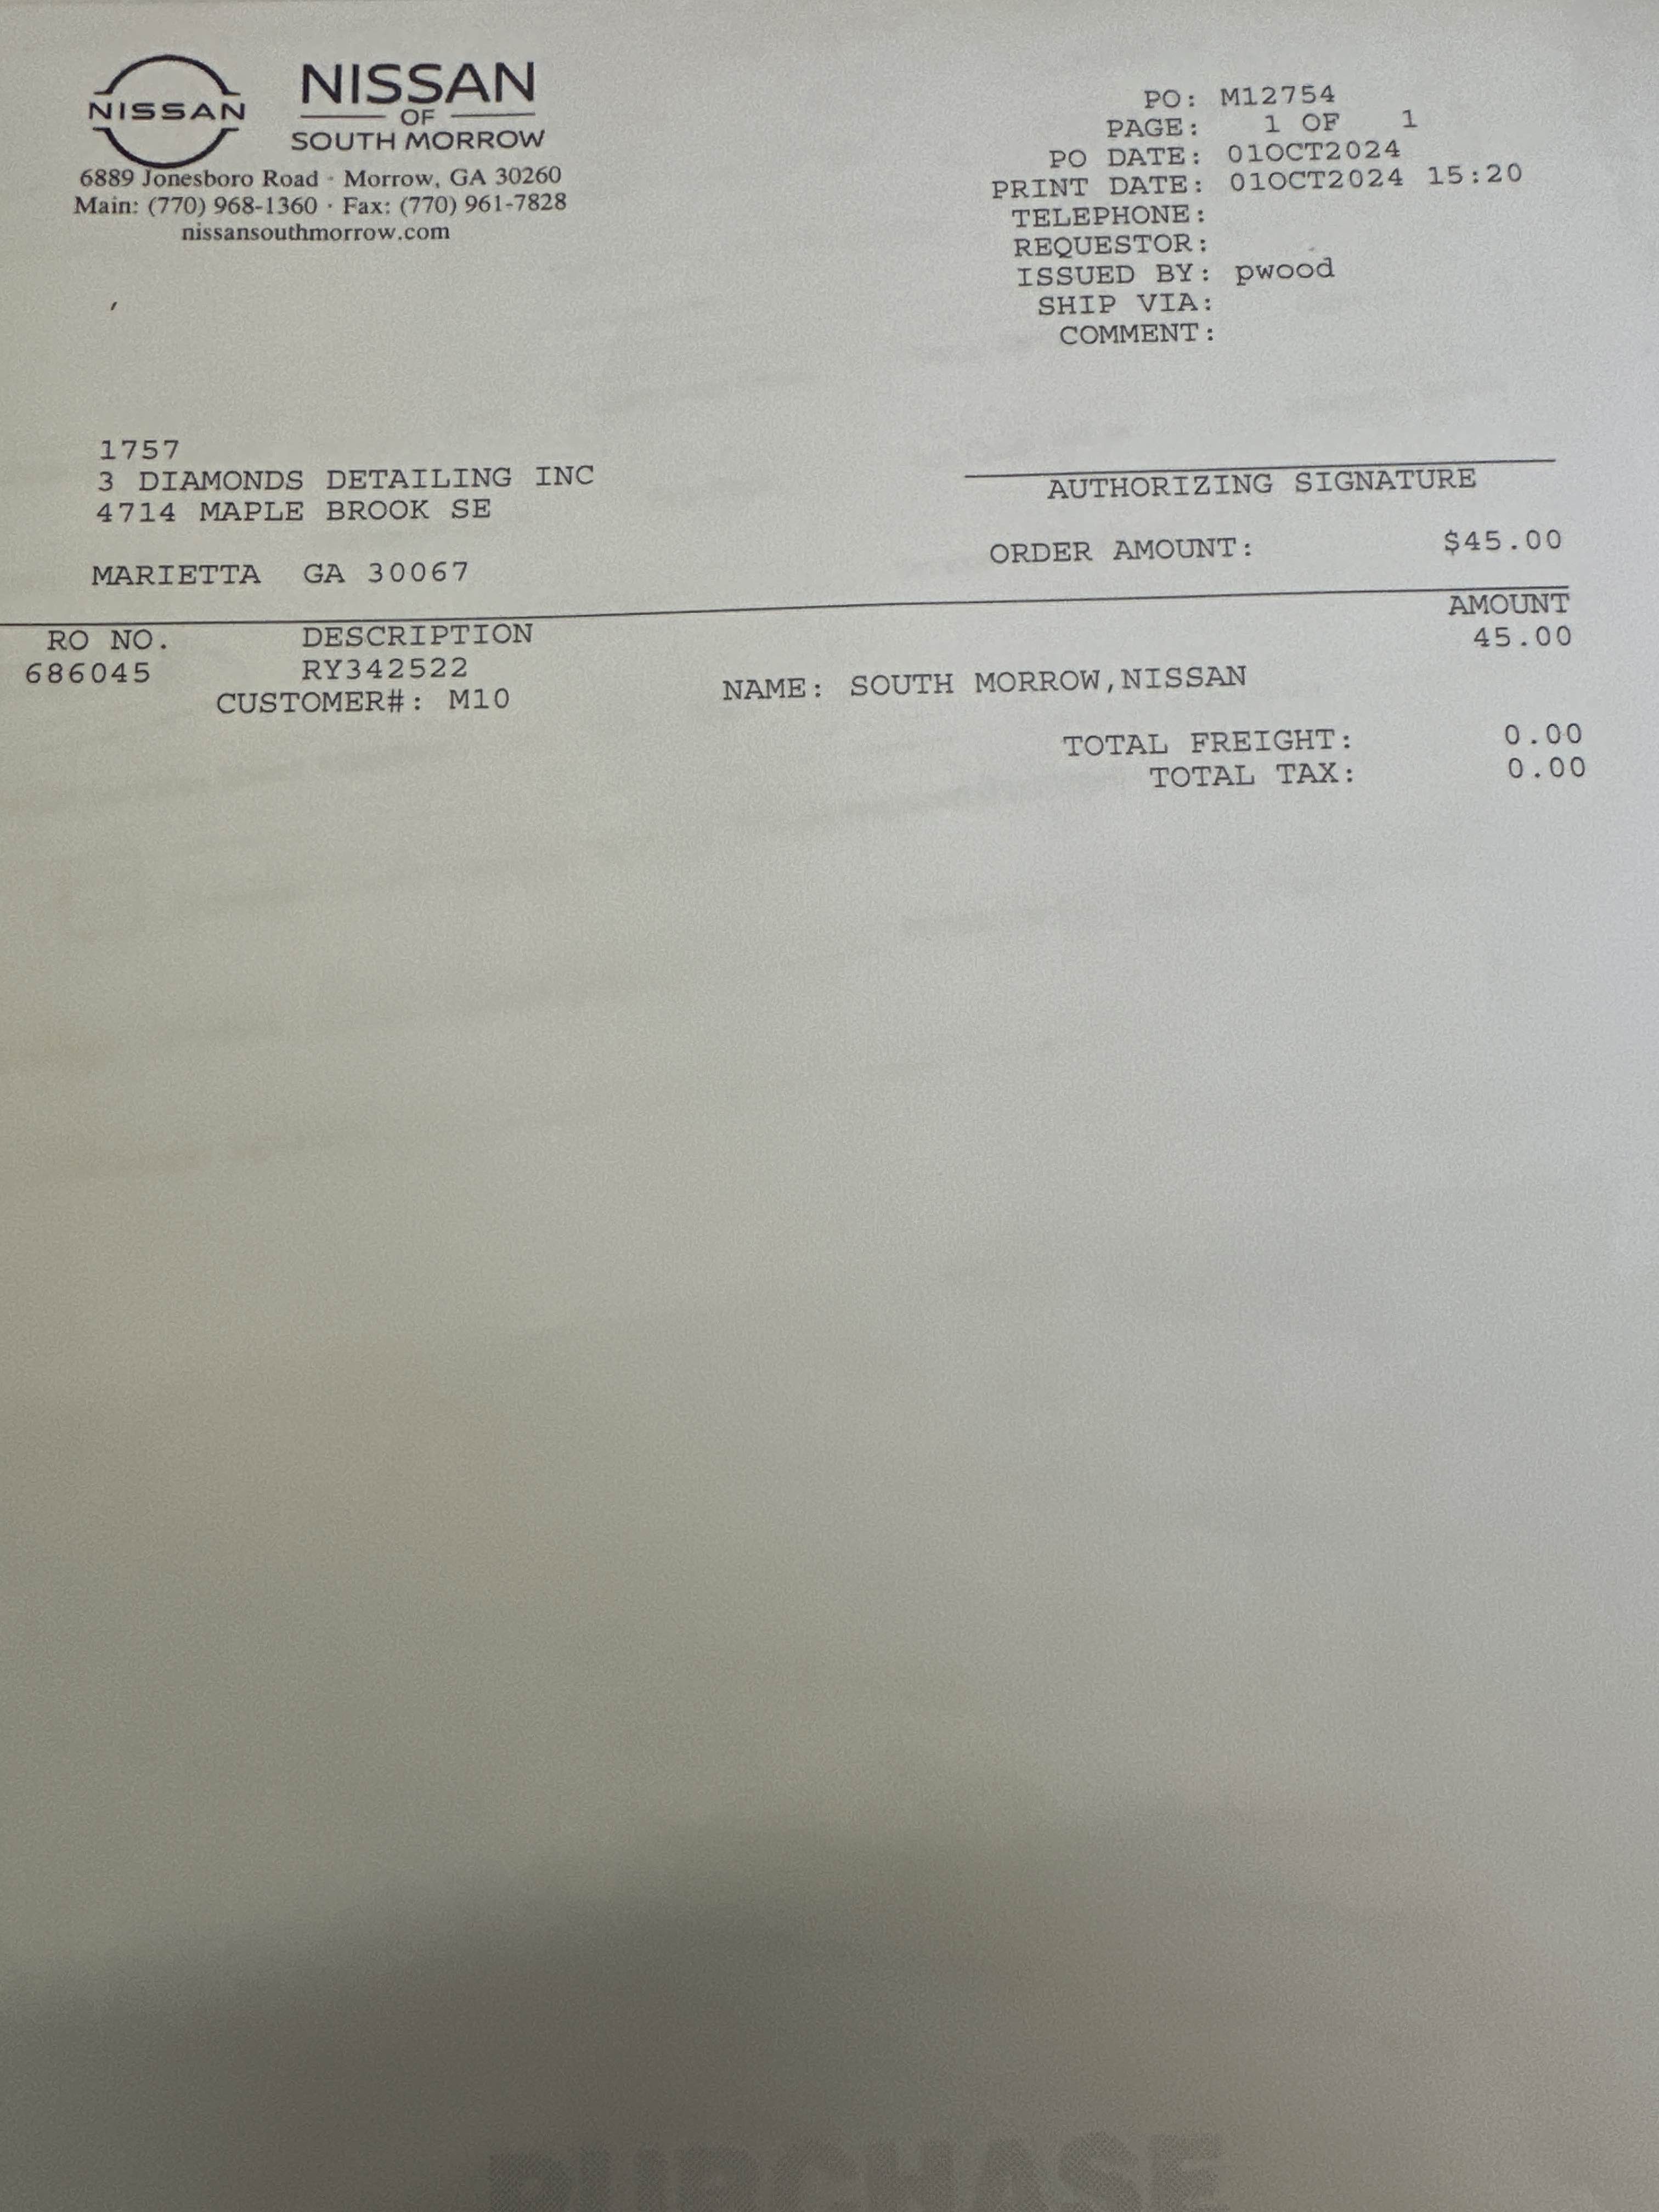 NISSAN
NISSAN
OF
SOUTH MORROW
6889 Jonesboro Road · Morrow, GA 30260
Main: (770) 968-1360 · Fax: (770) 961-7828
nissansouthmorrow.com
PO: M12754
PAGE: 1 OF 1
PO DATE: 01OCT2024
PRINT DATE: 01OCT2024 15:20
TELEPHONE:
REQUESTOR:
ISSUED BY: pwood
SHIP VIA:
COMMENT:
1757
3 DIAMONDS DETAILING INC
4714 MAPLE BROOK SE
MARIETTA GA 30067
AUTHORIZING SIGNATURE
ORDER AMOUNT: $45.00
RO NO. DESCRIPTION AMOUNT
686045 RY342522 45.00
CUSTOMER#: M10 NAME: SOUTH MORROW,NISSAN
TOTAL FREIGHT: 0.00
TOTAL TAX: 0.00
PURCHASE